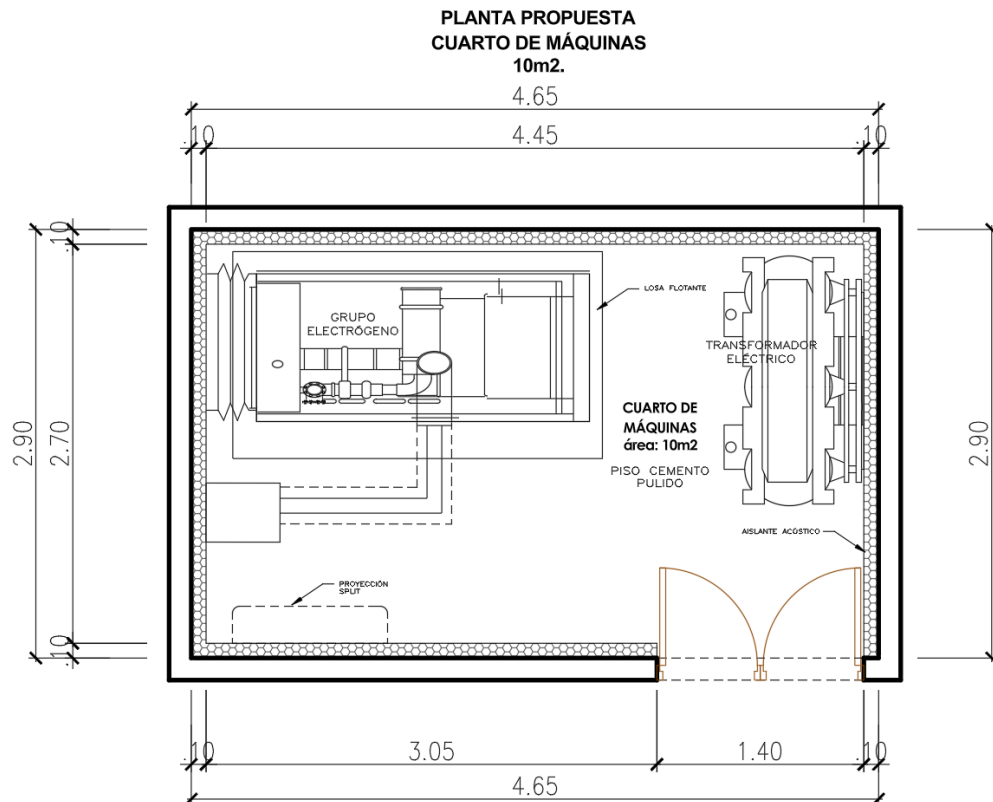 PLANTA PROPUESTA
CUARTO DE MÁQUINAS
10m2.
4.65
.10
4.45
.10
.10
2.90
2.70
.10
2.90
LOSA FLOTANTE
GRUPO
ELECTRÓGENO
TRANSFORMADOR
ELÉCTRICO
CUARTO DE
MÁQUINAS
área: 10m2
PISO CEMENTO
PULIDO
AISLANTE ACÚSTICO
PROYECCIÓN
SPLIT
.10
3.05
1.40
.10
4.65